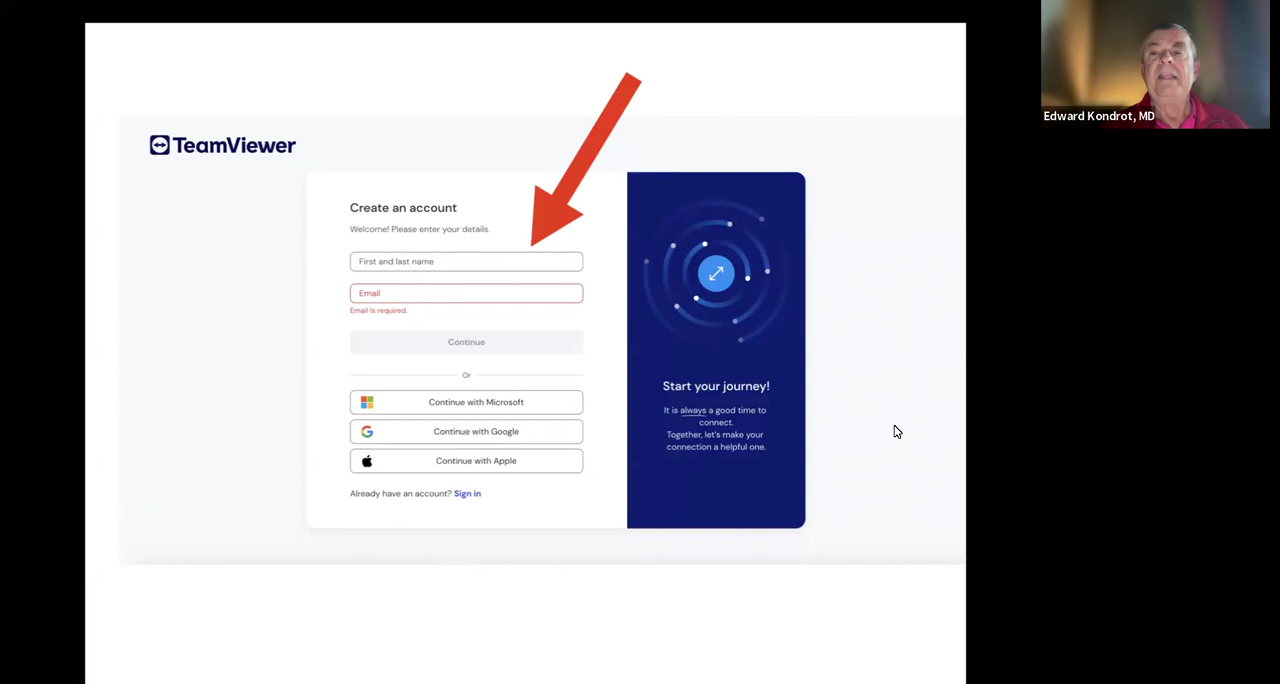 TeamViewer
Create an account
Welcome! Please enter your details.
First and last name
Email
Email is required.
Continue
Or
Continue with Microsoft
Continue with Google
Continue with Apple
Already have an account? Sign in
Start your journey!
It is always a good time to
connect.
Together, let's make your
connection a helpful one.
Edward Kondrot, MD